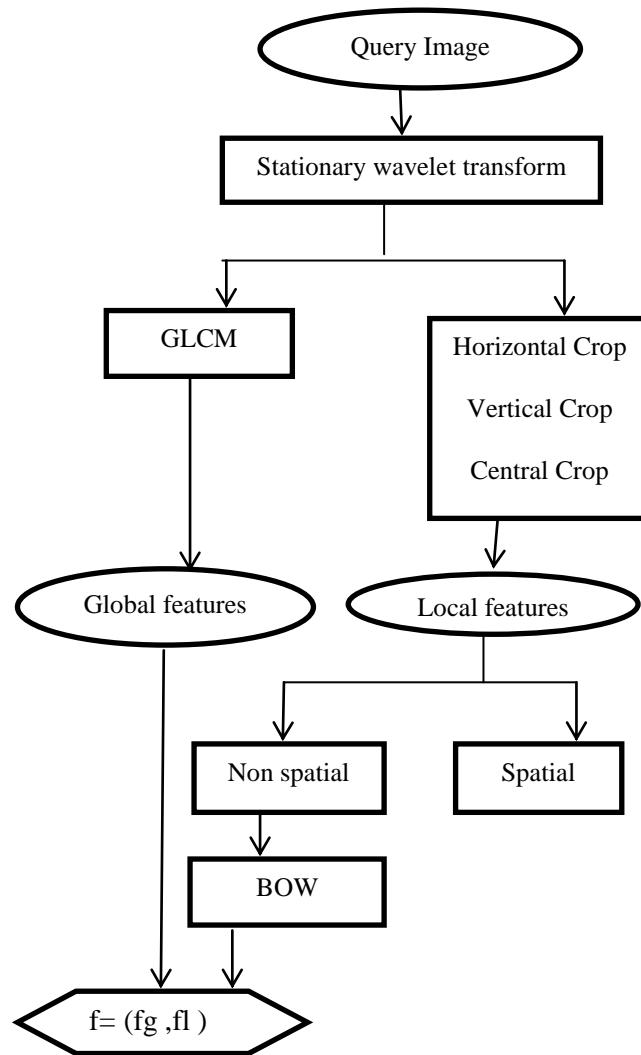 Query Image
Stationary wavelet transform
GLCM
Horizontal Crop
Vertical Crop
Central Crop
Global features
Local features
Non spatial
Spatial
BOW
f= (fg ,fl )